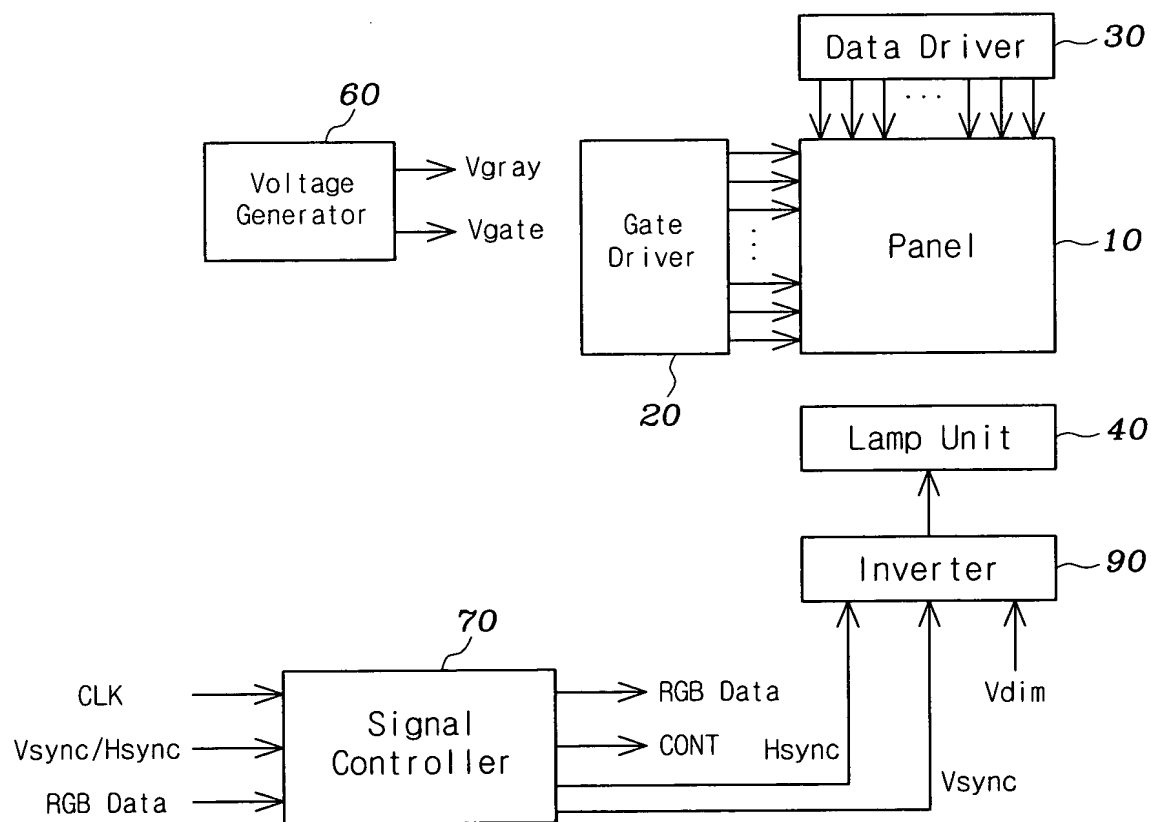 Data Driver
30
60
Voltage
Generator
Vgray
Vgate
Gate
Driver
20
Panel
10
Lamp Unit
40
Inverter
90
70
CLK
Vsync/Hsync
RGB Data
Signal
Controller
RGB Data
CONT
Hsync
Vsync
Vdim